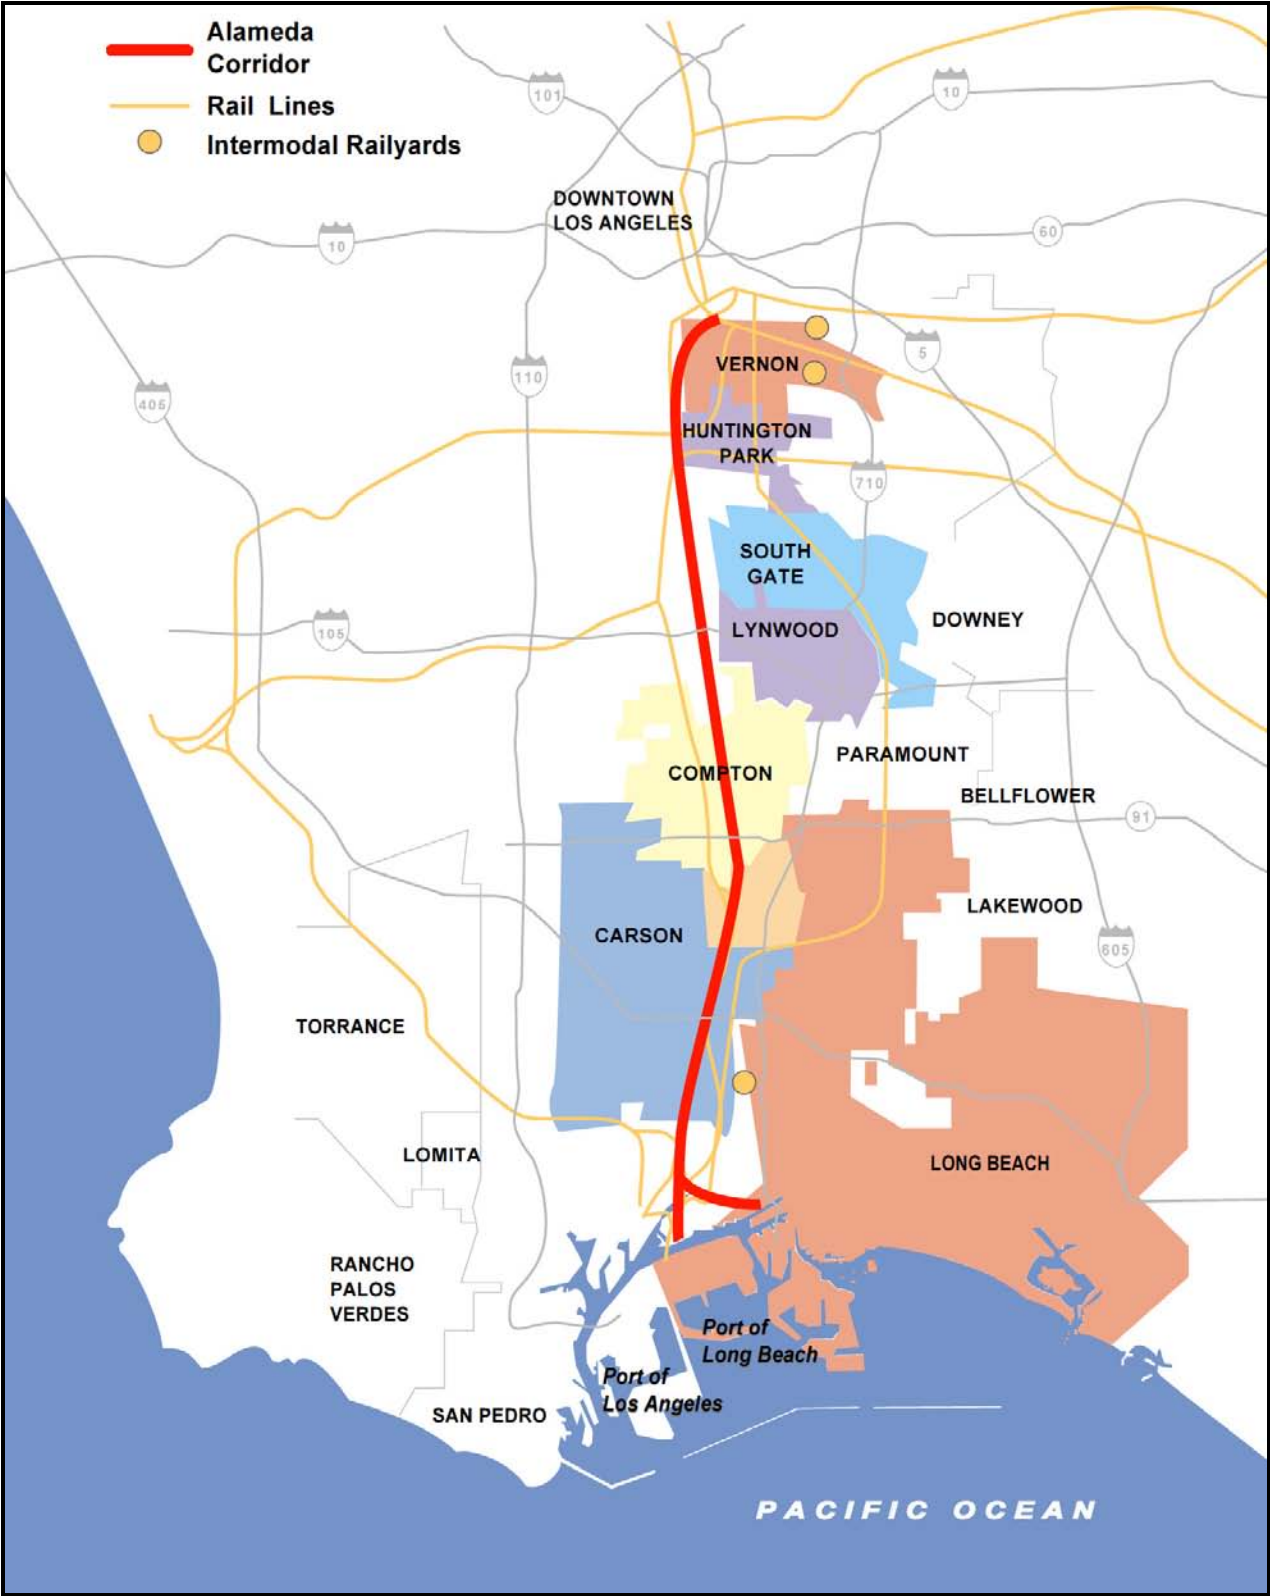 Alameda
Corridor
Rail Lines
Intermodal Railyards
101
10
DOWNTOWN
LOS ANGELES
10
60
5
110
405
VERNON
HUNTINGTON
PARK
710
SOUTH
GATE
105
LYNWOOD
DOWNEY
PARAMOUNT
COMPTON
BELLFLOWER
91
LAKEWOOD
CARSON
605
TORRANCE
LOMITA
LONG BEACH
RANCHO
PALOS
VERDES
Port of
Long Beach
Port of
Los Angeles
SAN PEDRO
PACIFIC OCEAN